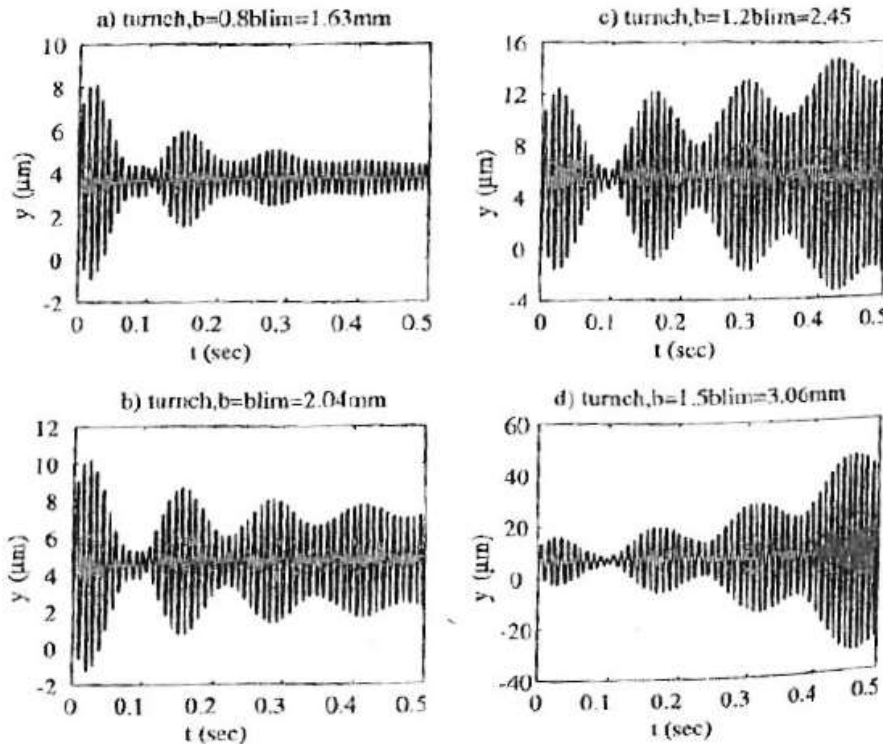 a) turnch,b=0.8blim=1.63mm
10
8
6
4
2
0
-2
y (μm)
0 0.1 0.2 0.3 0.4 0.5
t (sec)
c) turnch,b=1.2blim=2.45
16
12
8
4
0
-4
y (μm)
0 0.1 0.2 0.3 0.4 0.5
t (sec)
b) turnch,b=blim=2.04mm
12
10
8
6
4
2
0
-2
y (μm)
0 0.1 0.2 0.3 0.4 0.5
t (sec)
d) turnch,b=1.5blim=3.06mm
60
40
20
0
-20
-40
y (μm)
0 0.1 0.2 0.3 0.4 0.5
t (sec)